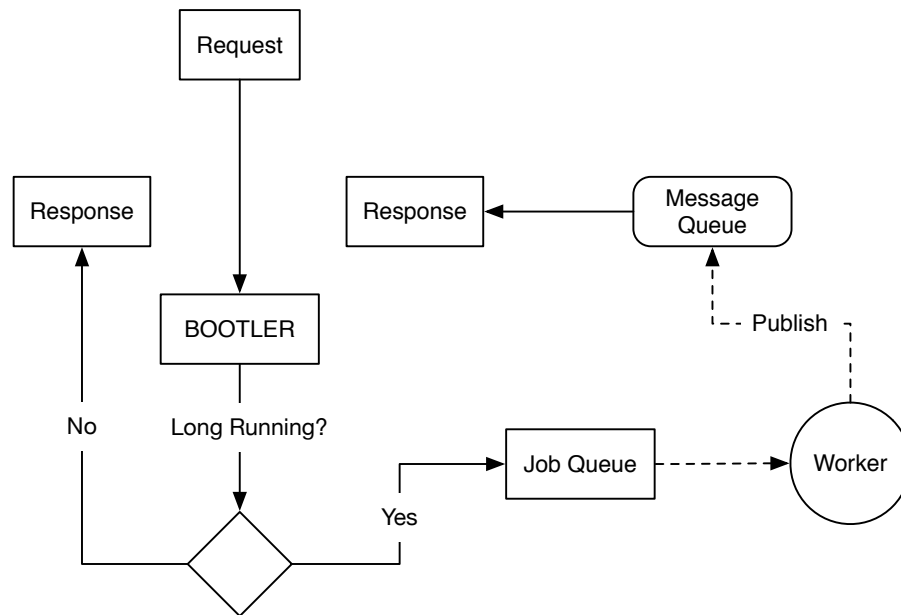 Request
Response
Response
Message
Queue
BOOTLER
Publish
No
Long Running?
Job Queue
Worker
Yes